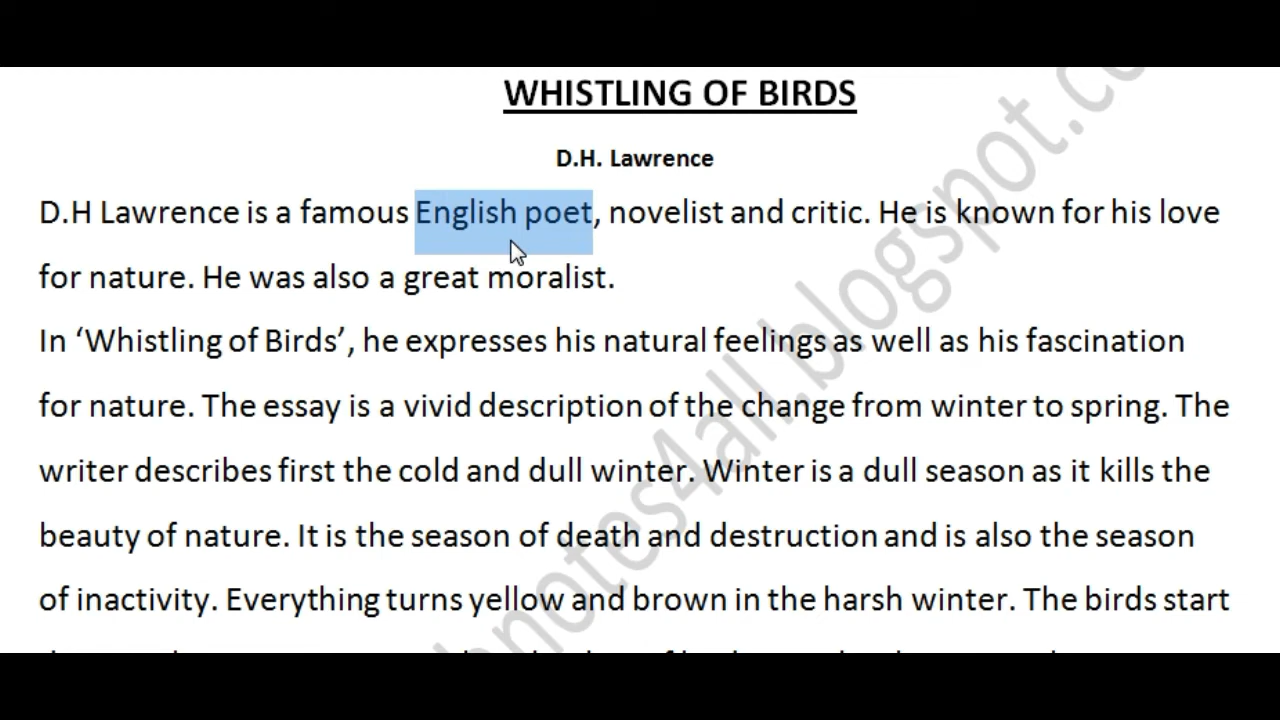 WHISTLING OF BIRDS
D.H. Lawrence
D.H Lawrence is a famous English poet, novelist and critic. He is known for his love
for nature. He was also a great moralist.
In ‘Whistling of Birds’, he expresses his natural feelings as well as his fascination
for nature. The essay is a vivid description of the change from winter to spring. The
writer describes first the cold and dull winter. Winter is a dull season as it kills the
beauty of nature. It is the season of death and destruction and is also the season
of inactivity. Everything turns yellow and brown in the harsh winter. The birds start